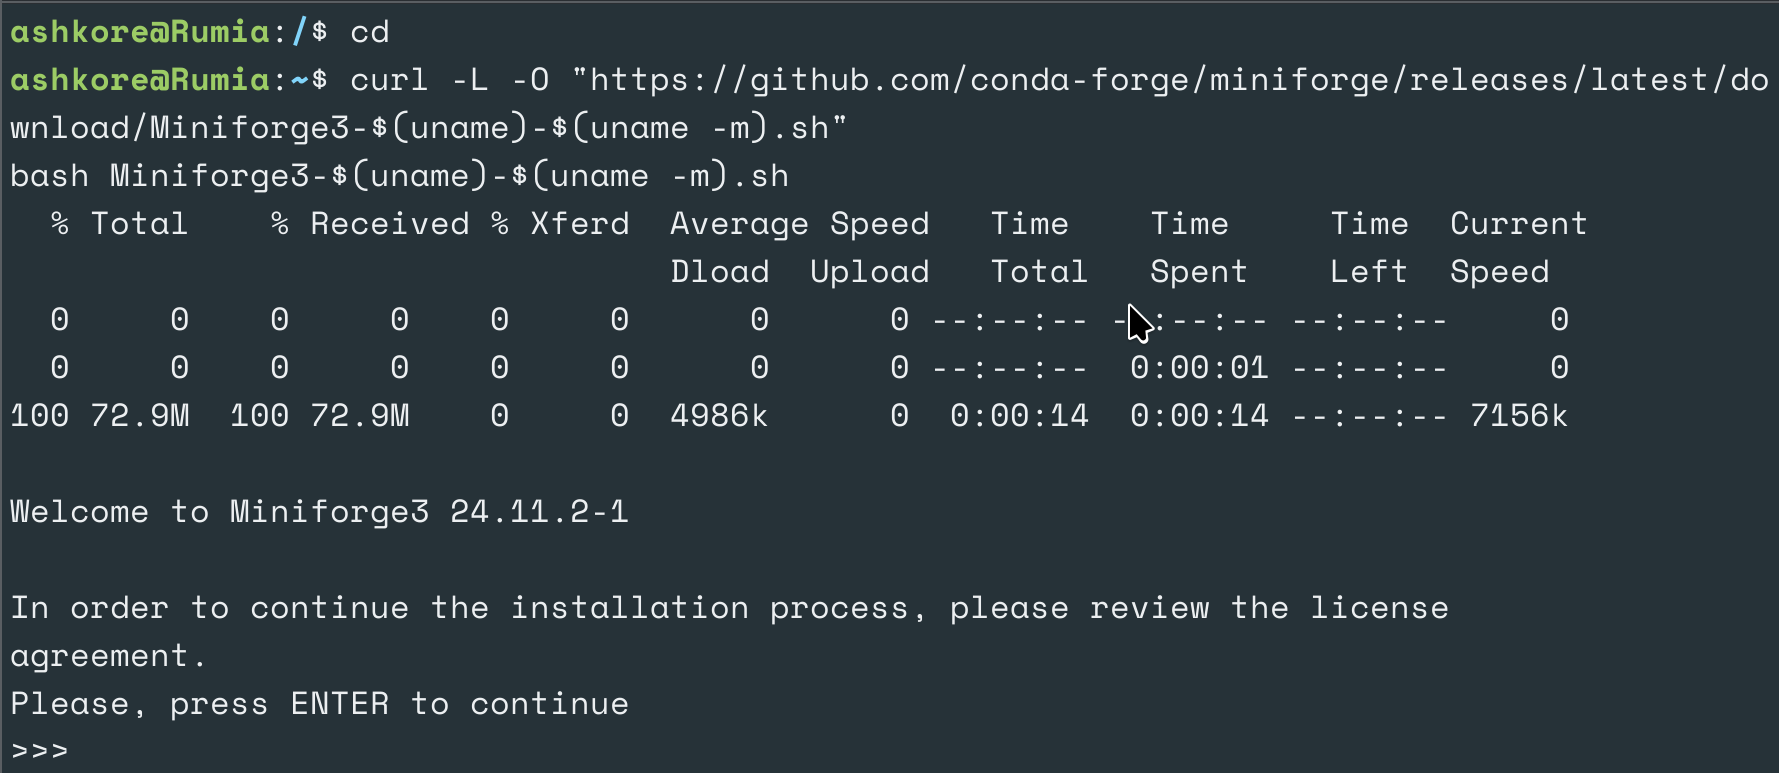 ashkore@Rumia:/$ cd
ashkore@Rumia:~$ curl -L -O "https://github.com/conda-forge/miniforge/releases/latest/do
wnload/Miniforge3-$(uname)-$(uname -m).sh"
bash Miniforge3-$(uname)-$(uname -m).sh
  % Total    % Received % Xferd  Average Speed   Time    Time     Time  Current
                                 Dload  Upload   Total   Spent    Left  Speed
  0     0    0     0    0     0      0      0 --:--:-- -:--:-- --:--:--     0
  0     0    0     0    0     0      0      0 --:--:--  0:00:01 --:--:--     0
100 72.9M  100 72.9M    0     0  4986k      0  0:00:14  0:00:14 --:--:-- 7156k

Welcome to Miniforge3 24.11.2-1

In order to continue the installation process, please review the license
agreement.
Please, press ENTER to continue
>>>